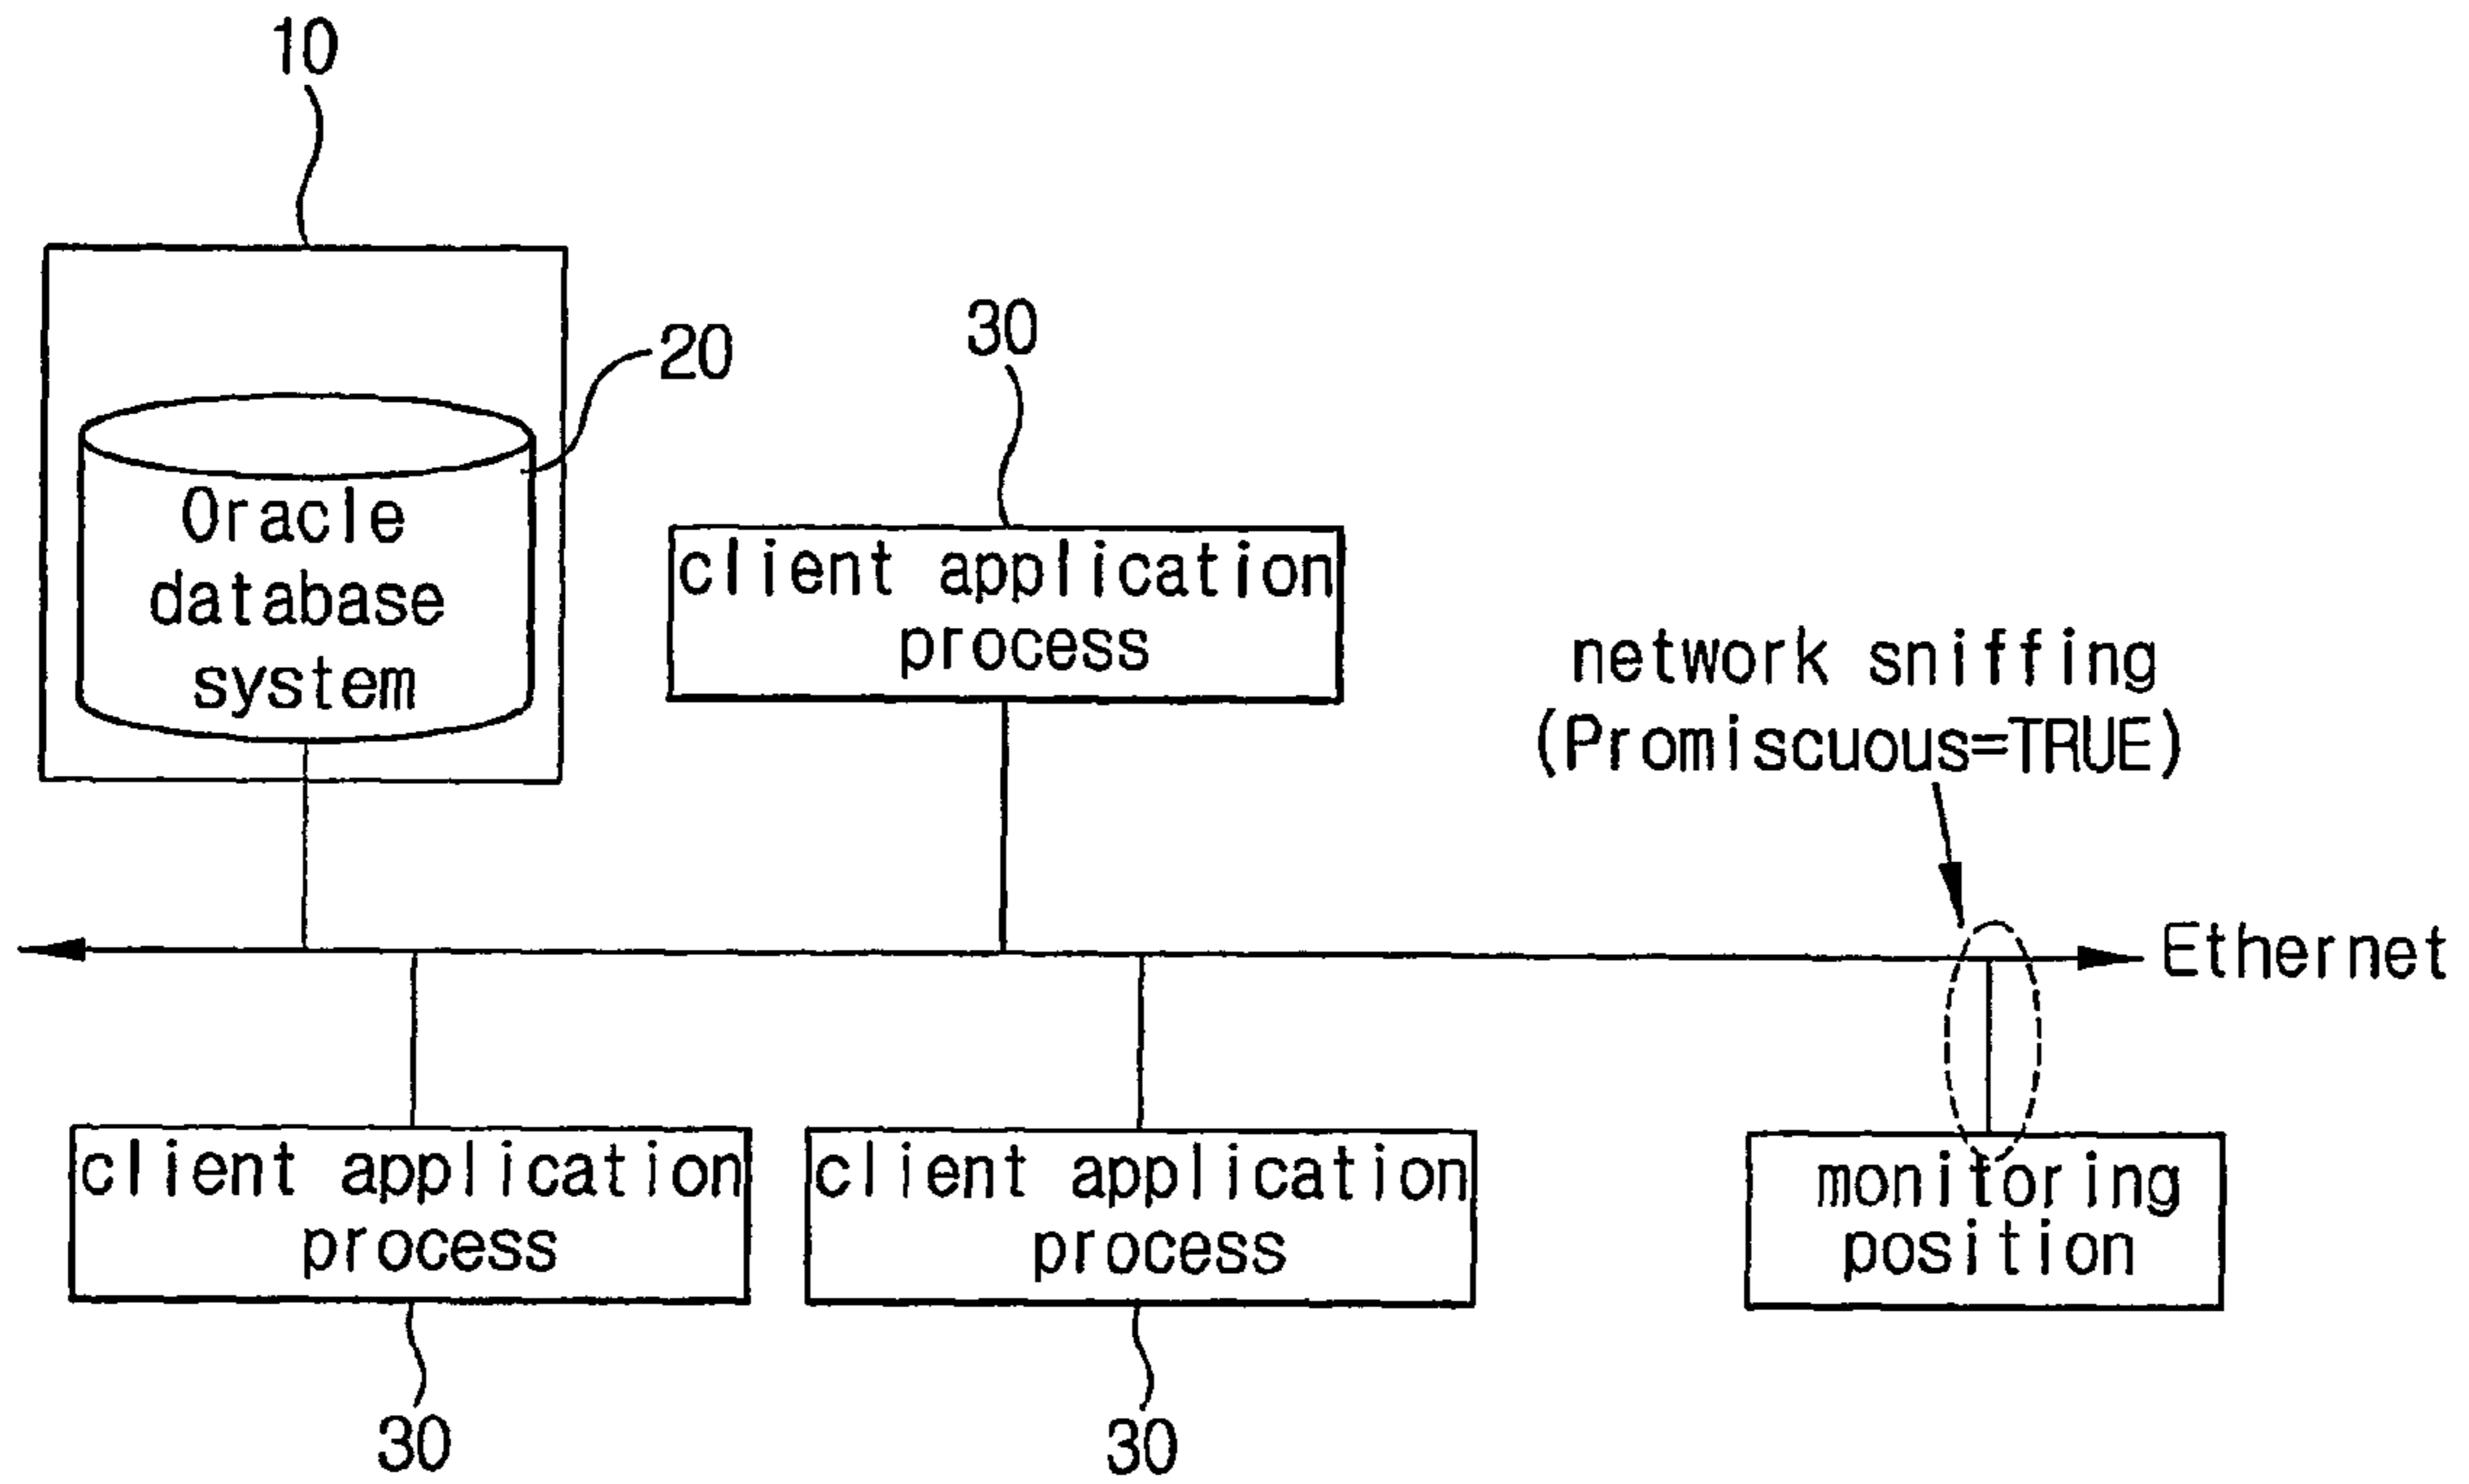 10
20
Oracle
database
system
30
client application
process
network sniffing
(Promiscuous=TRUE)
Ethernet
client application
process
30
client application
process
30
monitoring
position